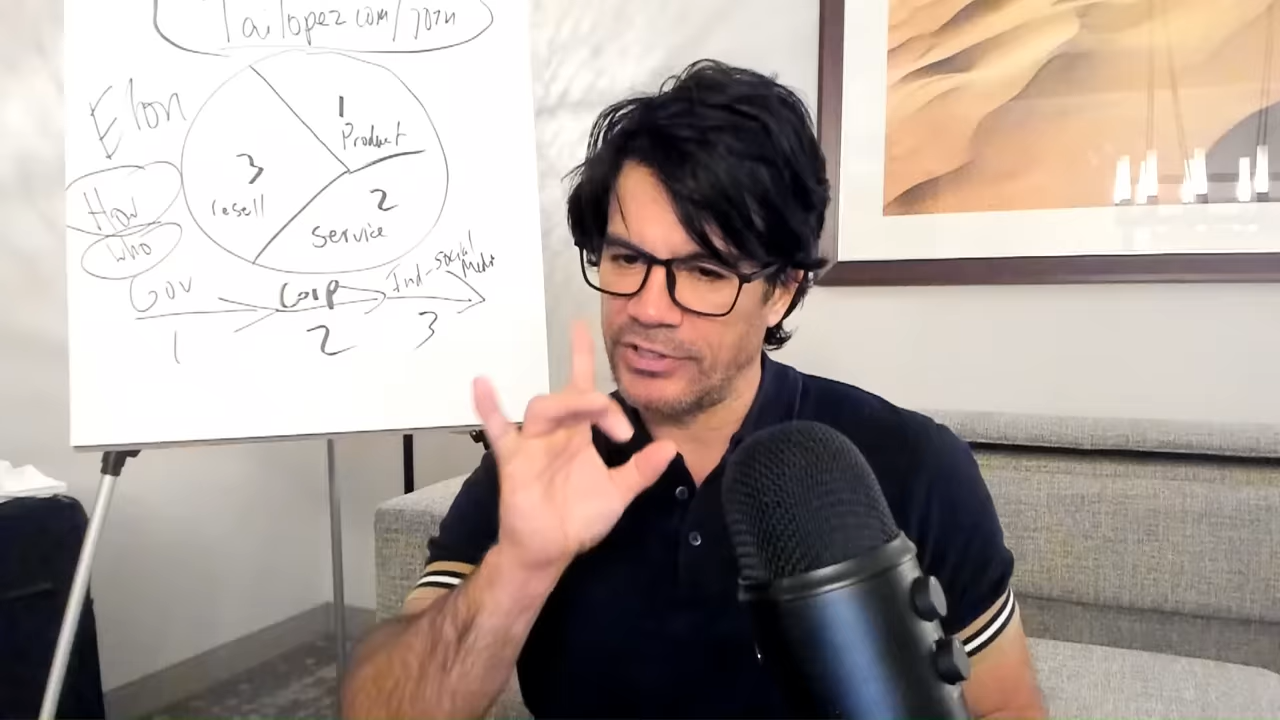 Tailopez com/join
Elon
1
Product
3
resell
2
service
How
Who
Gov
Corp
Ind-social
Media
1
2
3